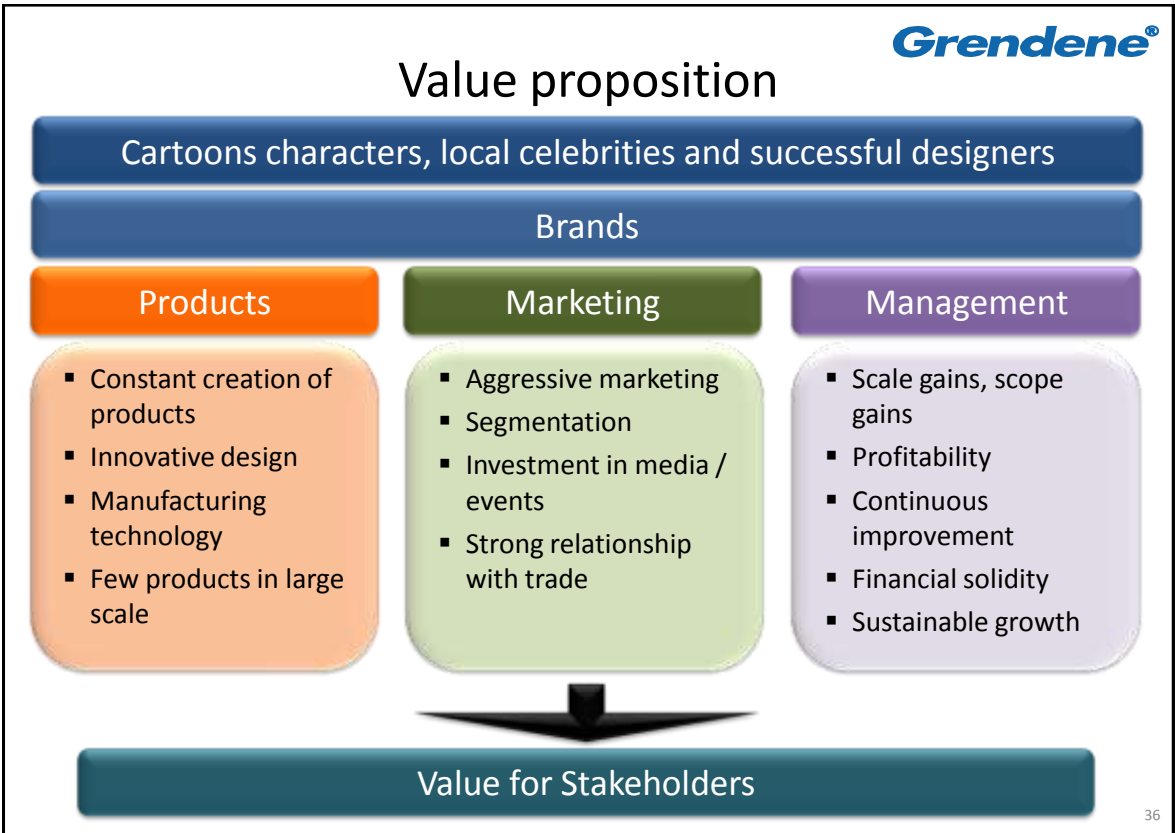 Grendene®
Value proposition
Cartoons characters, local celebrities and successful designers
Brands
Products
▪ Constant creation of
products
▪ Innovative design
▪ Manufacturing
technology
▪ Few products in large
scale
Marketing
▪ Aggressive marketing
▪ Segmentation
▪ Investment in media /
events
▪ Strong relationship
with trade
Management
▪ Scale gains, scope
gains
▪ Profitability
▪ Continuous
improvement
▪ Financial solidity
▪ Sustainable growth
Value for Stakeholders
36